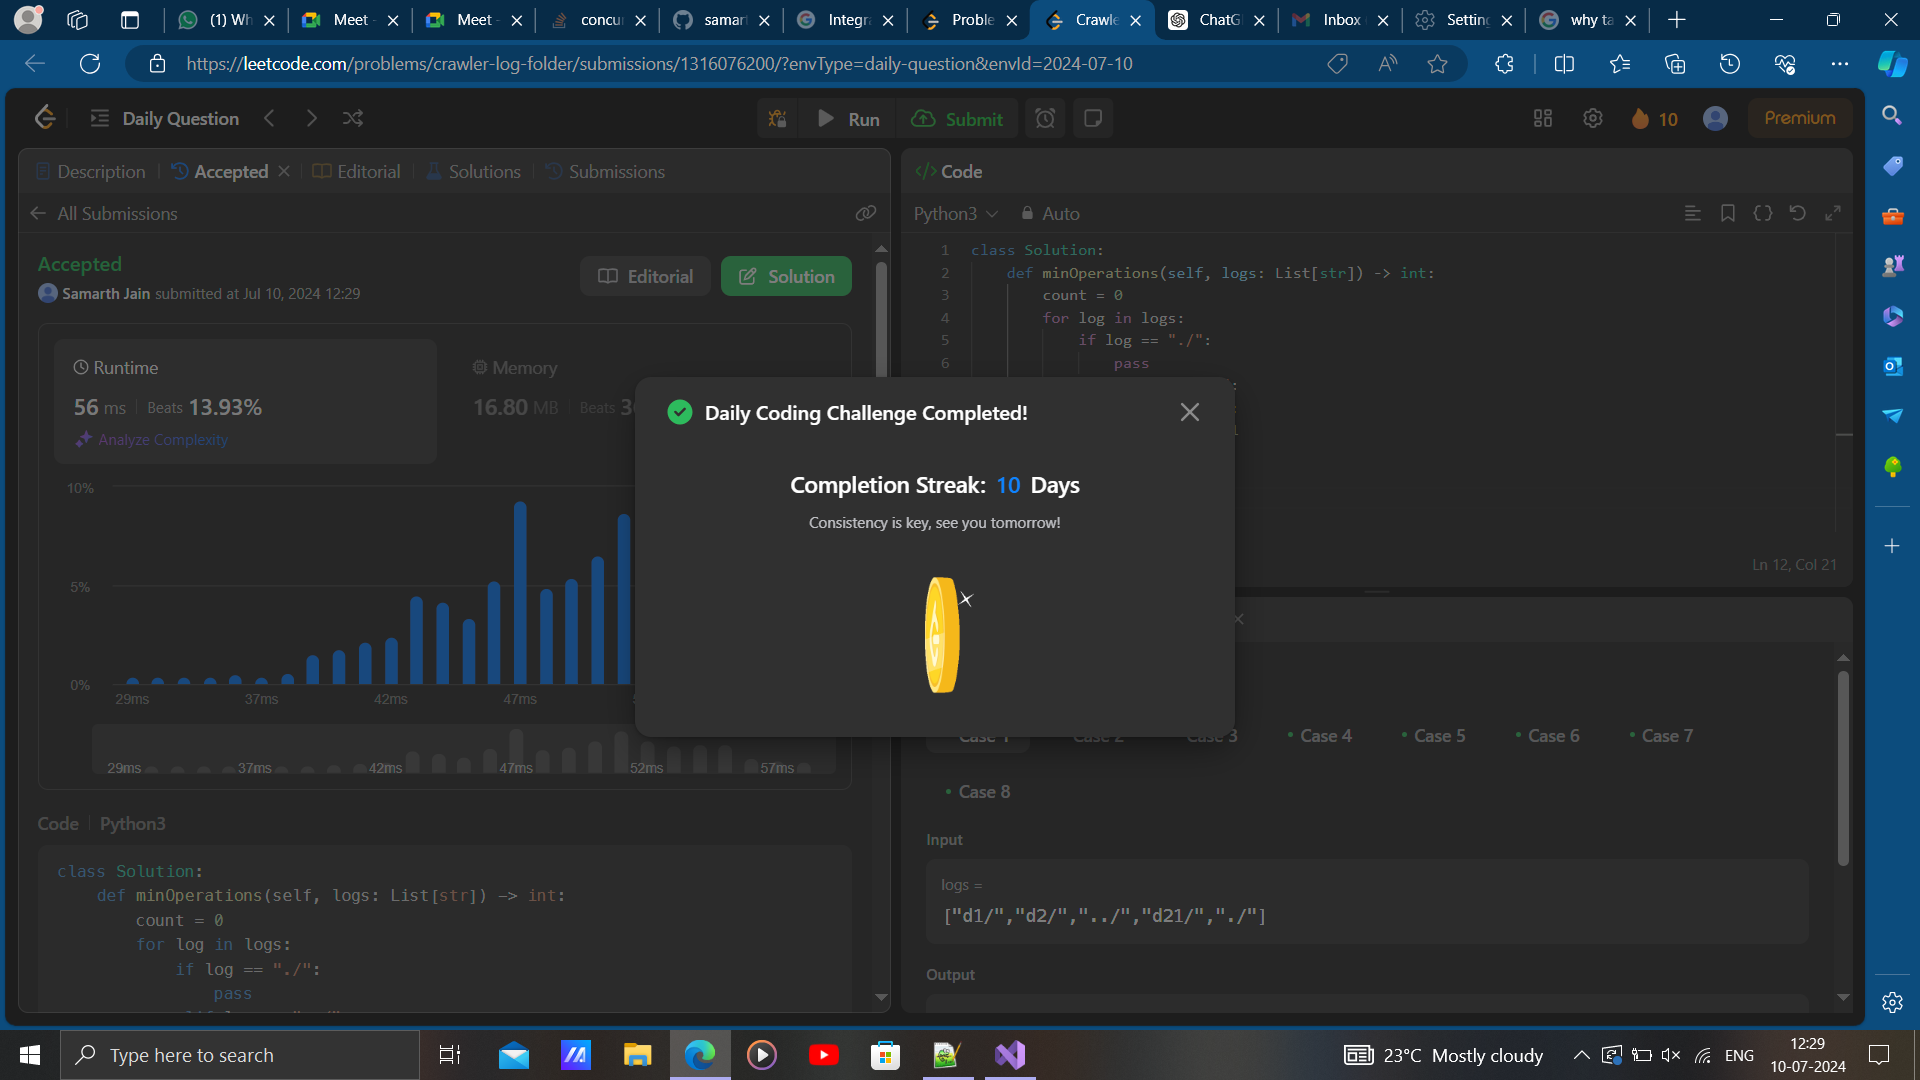 (1) Wh
Meet -
Meet -
concur
samart
Integra
Proble
Crawle
ChatG
Inbox
Setting
why ta
https://leetcode.com/problems/crawler-log-folder/submissions/1316076200/?envType=daily-question&envId=2024-07-10
Daily Question
Run
Submit
10
Premium
Description
Accepted
Editorial
Solutions
Submissions
All Submissions
Accepted
Samarth Jain submitted at Jul 10, 2024 12:29
Editorial
Solution
Runtime
56 ms
Beats 13.93%
Analyze Complexity
Memory
16.80 MB
Beats 3
10%
5%
0%
29ms
37ms
42ms
47ms
29ms
37ms
42ms
47ms
52ms
57ms
Code
Python3
class Solution:
def minOperations(self, logs: List[str]) -> int:
count = 0
for log in logs:
if log == "./":
pass
</> Code
Python3
Auto
1 class Solution:
2 def minOperations(self, logs: List[str]) -> int:
3 count = 0
4 for log in logs:
5 if log == "./":
6 pass
Ln 12, Col 21
Daily Coding Challenge Completed!
Completion Streak: 10 Days
Consistency is key, see you tomorrow!
Case 1
Case 2
Case 3
Case 4
Case 5
Case 6
Case 7
Case 8
Input
logs =
["d1/","d2/","../","d21/","./"]
Output
Type here to search
23°C Mostly cloudy
ENG
12:29
10-07-2024